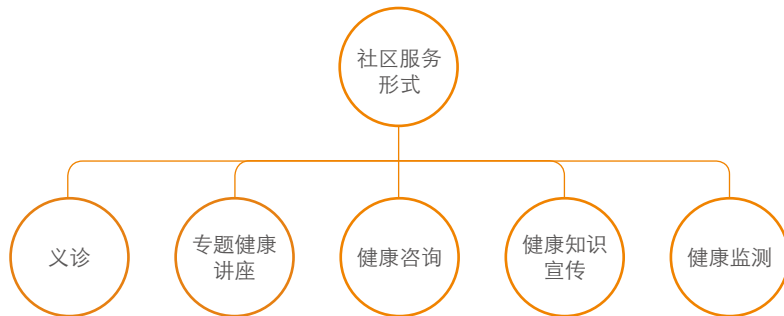 社区服务
形式
义诊
专题健康
讲座
健康咨询
健康知识
宣传
健康监测